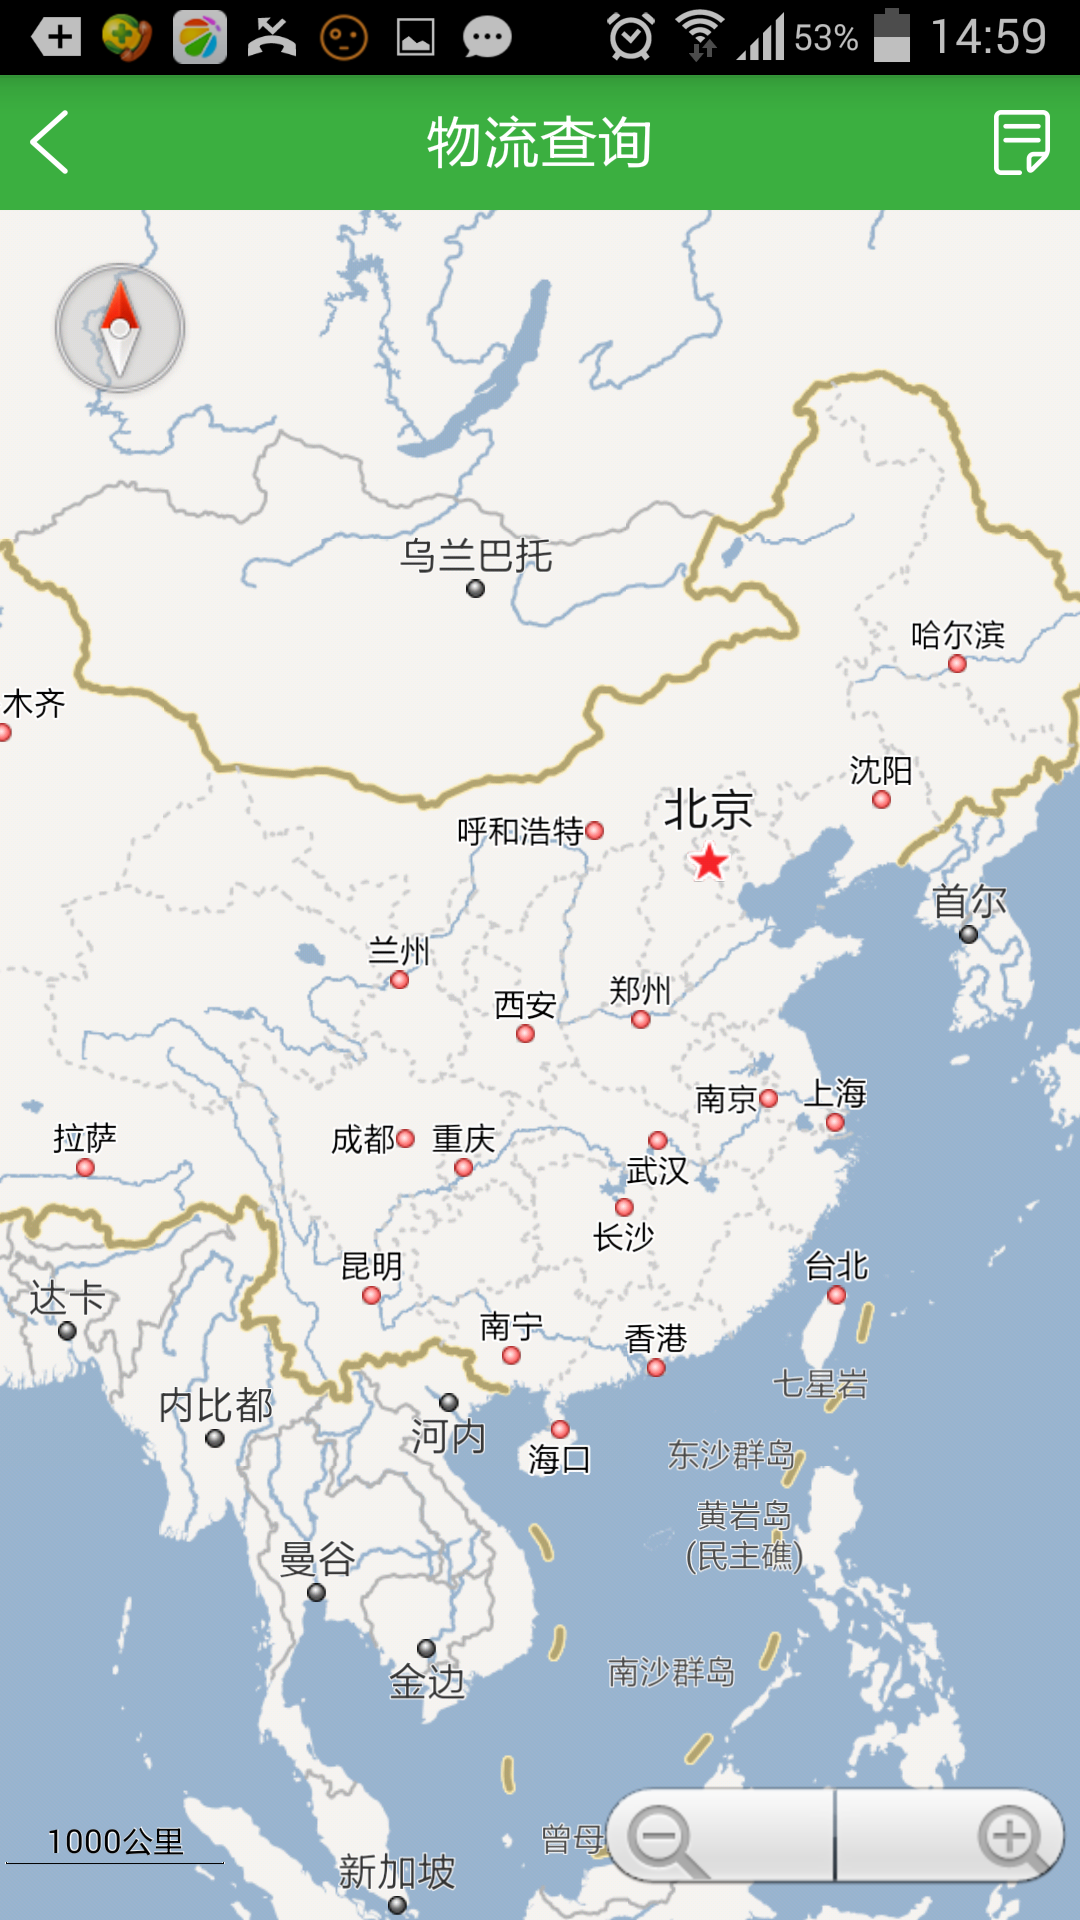 53% 14:59
物流查询
乌兰巴托
哈尔滨
木齐
沈阳
北京
呼和浩特
首尔
兰州
郑州
西安
南京
上海
拉萨
成都
重庆
武汉
长沙
昆明
台北
达卡
南宁
香港
七星岩
内比都
河内
海口
东沙群岛
黄岩岛
(民主礁)
曼谷
南沙群岛
金边
曾母
1000公里
新加坡